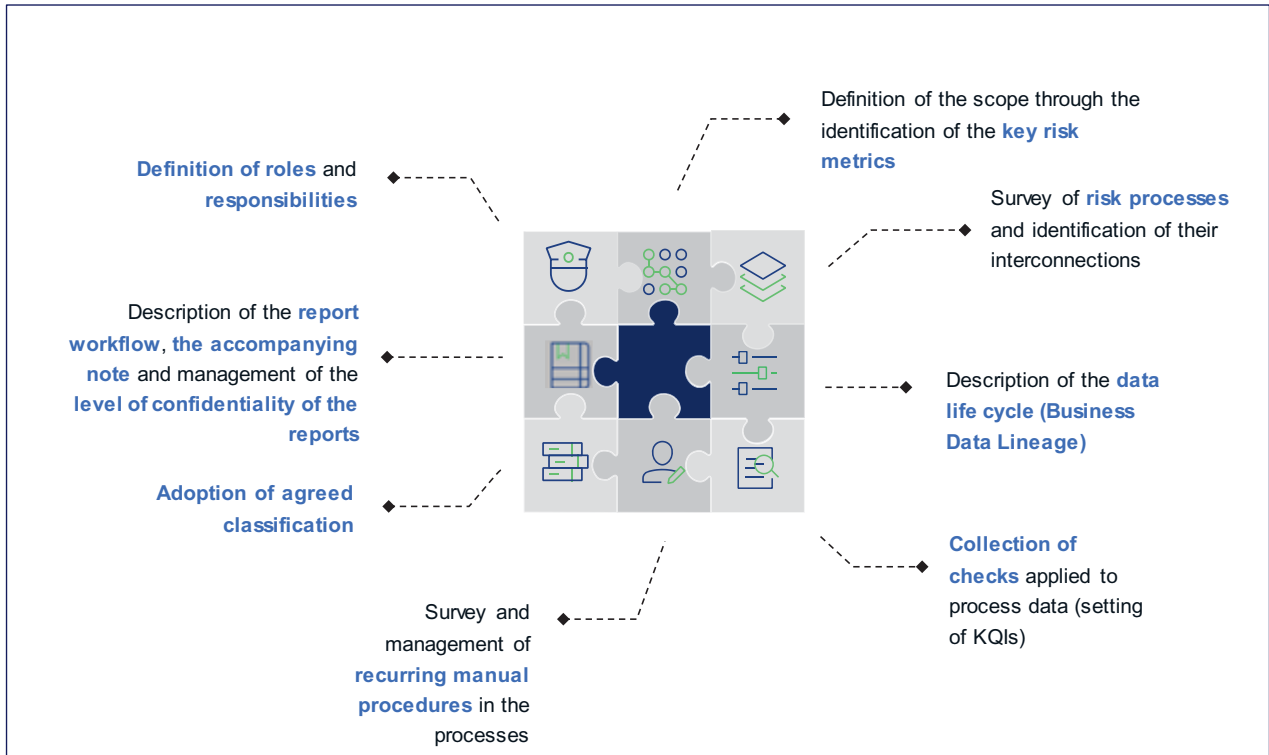 Definition of the scope through the
identification of the key risk
metrics
Definition of roles and
responsibilities
Survey of risk processes
and identification of their
interconnections
Description of the report
workflow, the accompanying
note and management of the
level of confidentiality of the
reports
Description of the data
life cycle (Business
Data Lineage)
Adoption of agreed
classification
Collection of
checks applied to
process data (setting
of KQIs)
Survey and
management of
recurring manual
procedures in the
processes